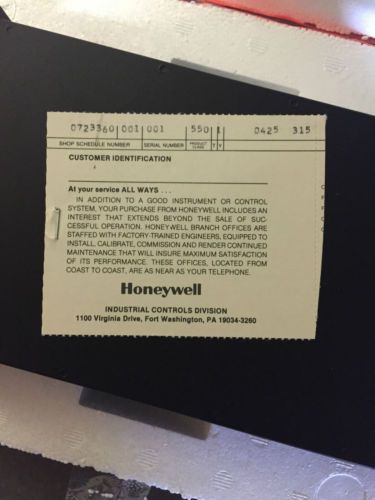 0723360 001 001 550 1 0425 315
SHOP SCHEDULE NUMBER SERIAL NUMBER PRODUCT CLASS T Y
CUSTOMER IDENTIFICATION
At your service ALL WAYS . . .
IN ADDITION TO A GOOD INSTRUMENT OR CONTROL
SYSTEM, YOUR PURCHASE FROM HONEYWELL INCLUDES AN
INTEREST THAT EXTENDS BEYOND THE SALE OF SUC-
CESSFUL OPERATION. HONEYWELL BRANCH OFFICES ARE
STAFFED WITH FACTORY-TRAINED ENGINEERS, EQUIPPED TO
INSTALL, CALIBRATE, COMMISSION AND RENDER CONTINUED
MAINTENANCE THAT WILL INSURE MAXIMUM SATISFACTION
OF ITS PERFORMANCE. THESE OFFICES, LOCATED FROM
COAST TO COAST, ARE AS NEAR AS YOUR TELEPHONE.
Honeywell
INDUSTRIAL CONTROLS DIVISION
1100 Virginia Drive, Fort Washington, PA 19034-3260